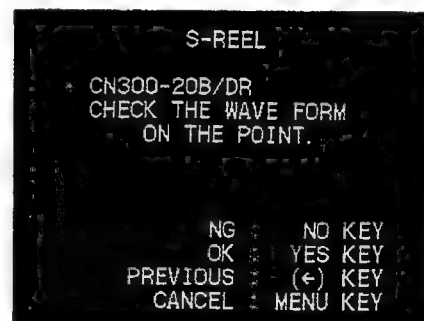 S-REEL
* CN300-20B/DR
CHECK THE WAVE FORM
ON THE POINT.
NG : NO KEY
OK : YES KEY
PREVIOUS : (←) KEY
CANCEL : MENU KEY